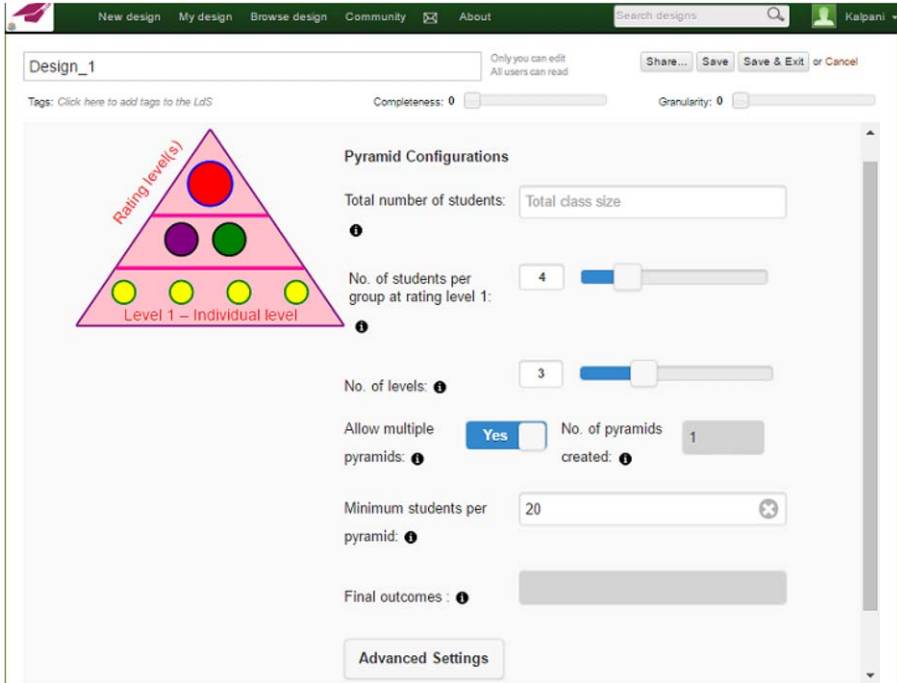 New design My design Browse design Community About Search designs Kalpani
Design_1
Only you can edit
All users can read
Share... Save Save & Exit or Cancel
Tags: Click here to add tags to the LdS Completeness: 0 Granularity: 0
Rating level(s)
Level 1 – Individual level
Pyramid Configurations
Total number of students: Total class size
No. of students per
group at rating level 1:
4
No. of levels: 3
Allow multiple
pyramids:
Yes
No. of pyramids
created:
1
Minimum students per
pyramid:
20
Final outcomes :
Advanced Settings